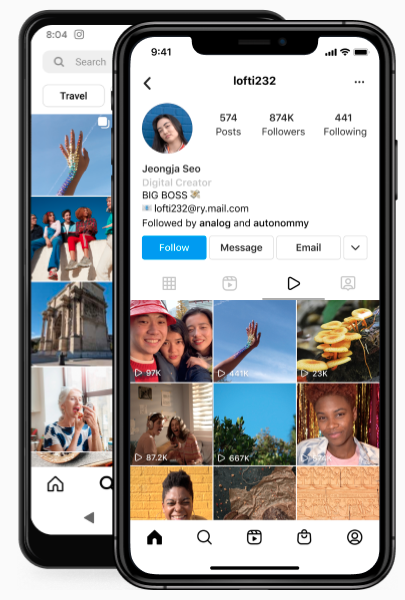 8:04
Search
Travel
9:41
lofti232
574 874K 441
Posts Followers Following
Jeongja Seo
Digital Creator
BIG BOSS
lofti232@ry.mail.com
Followed by analog and autonommy
Follow Message Email
97K 441K 23K
87.2K 667K